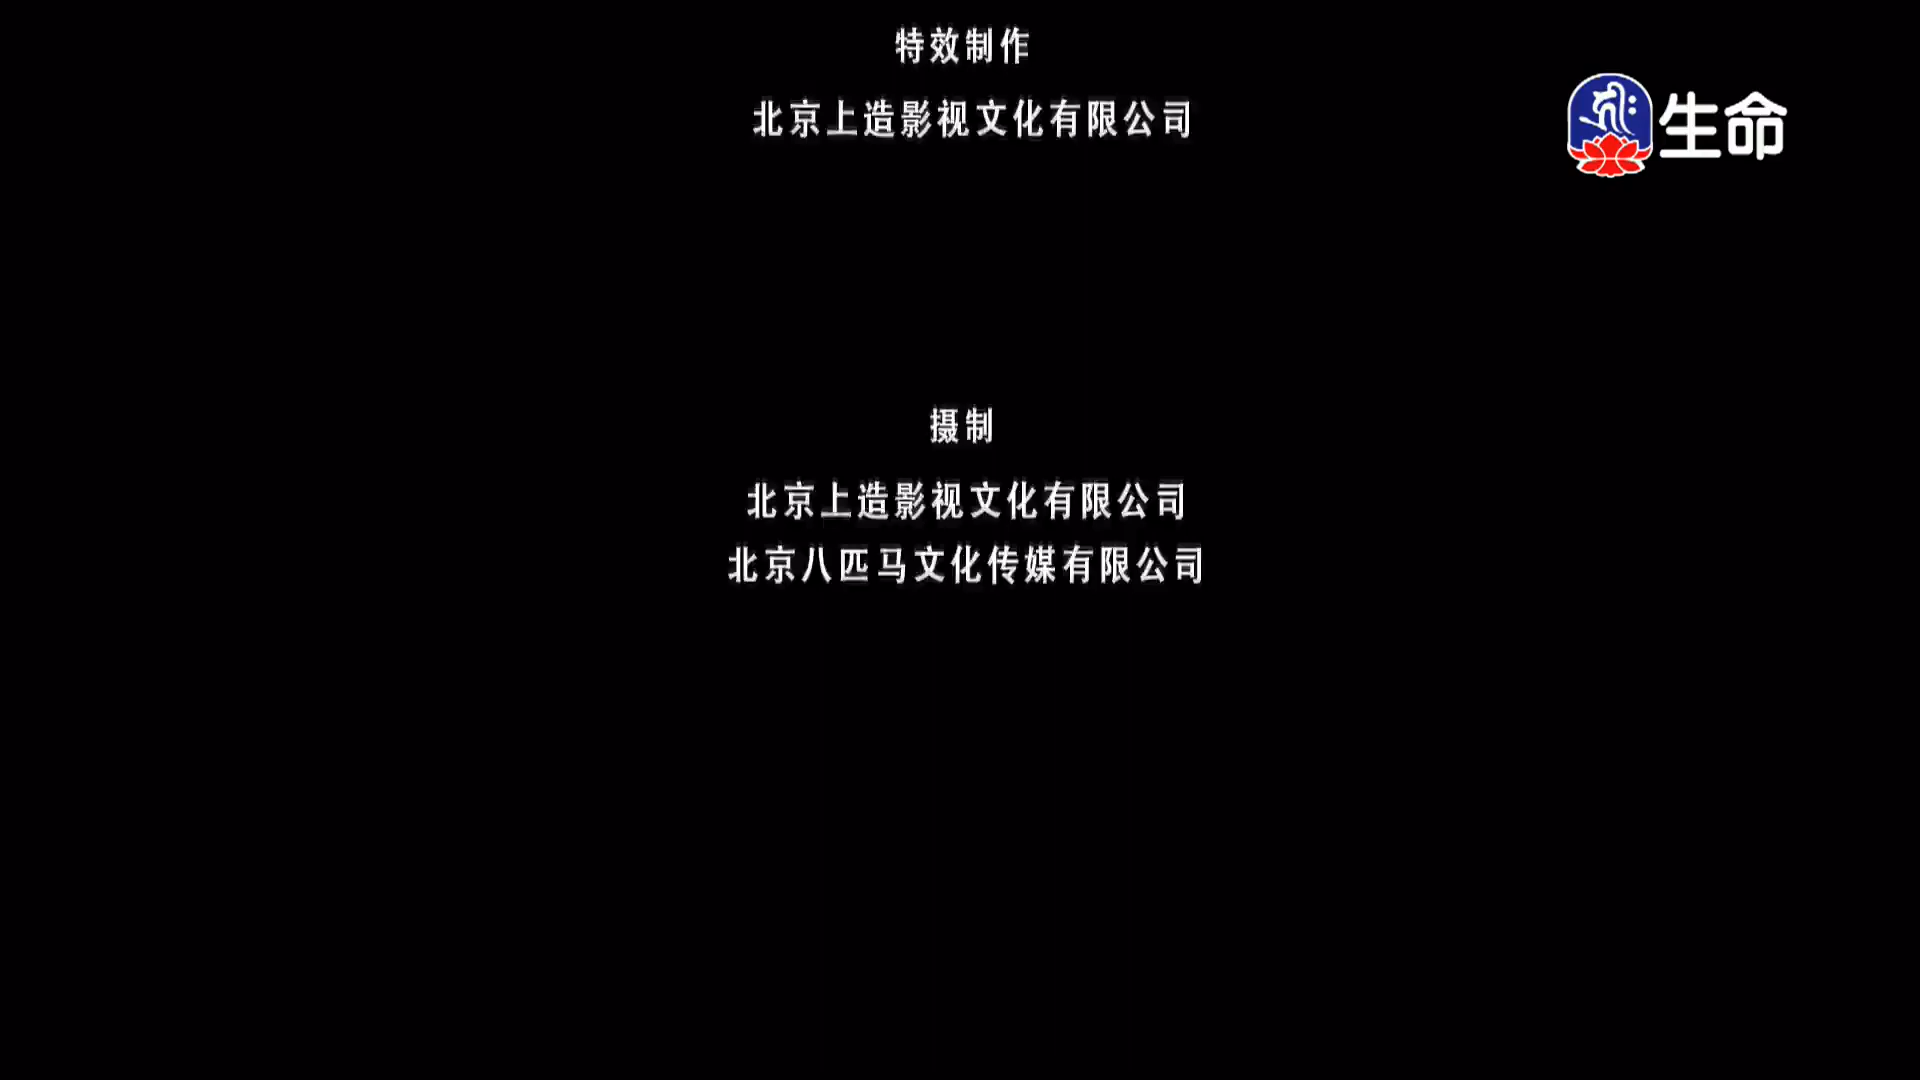 特效制作
北京上造影视文化有限公司
生命
摄制
北京上造影视文化有限公司
北京八匹马文化传媒有限公司